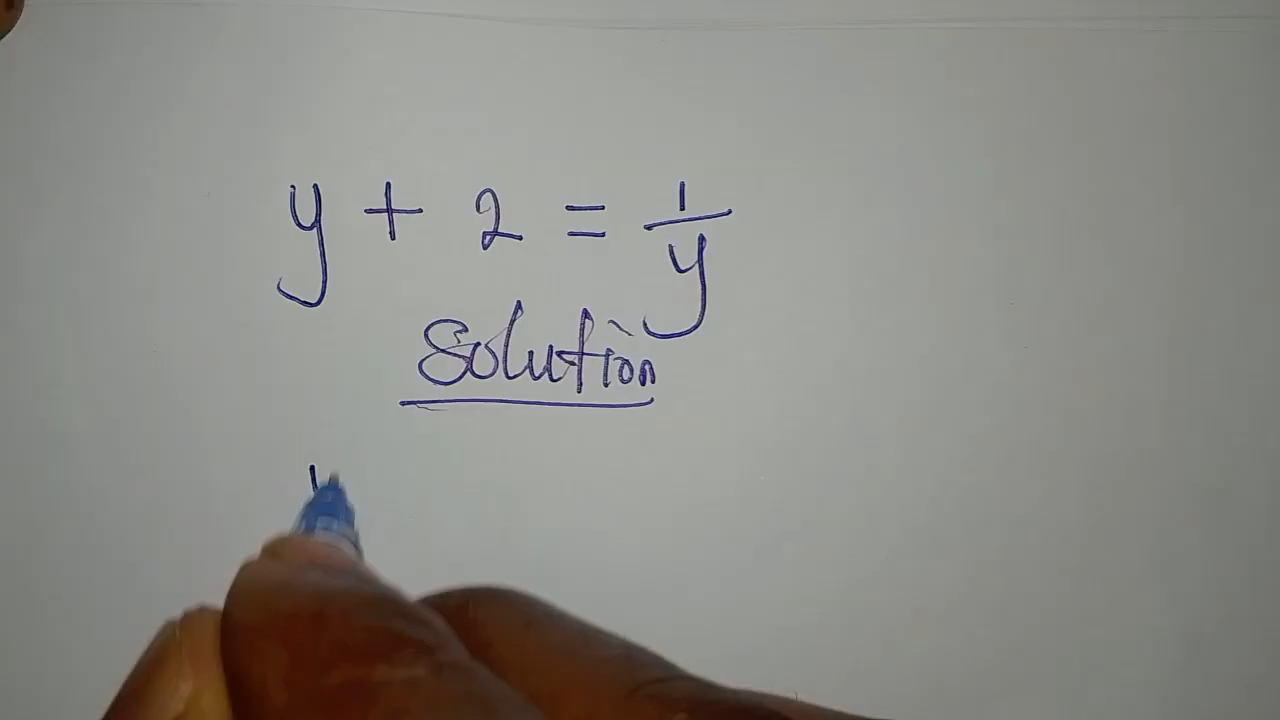 y + 2 = 1/y
Solution